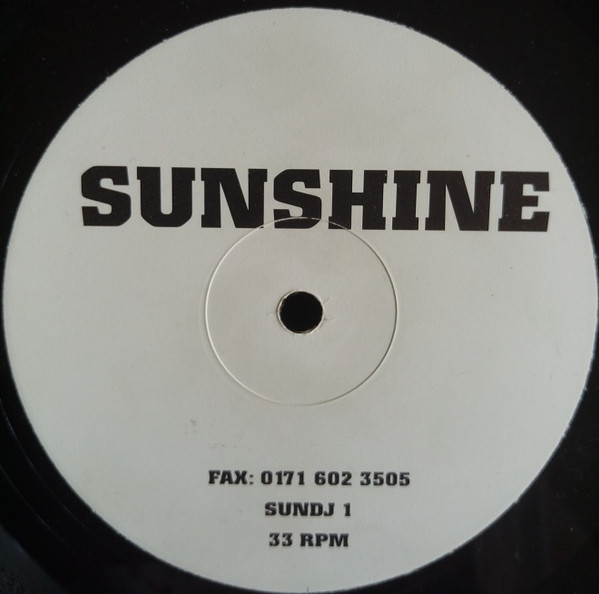 SUNSHINE
FAX: 0171 602 3505
SUNDJ 1
33 RPM